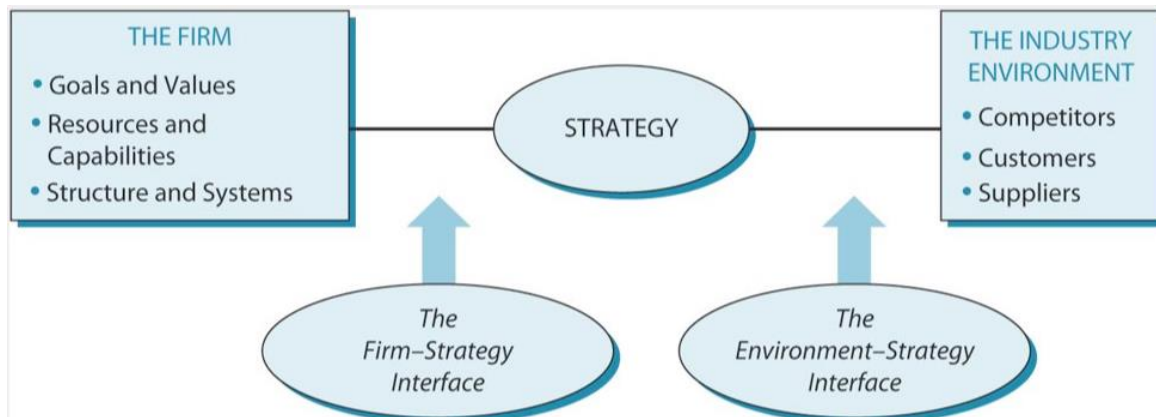 THE FIRM
• Goals and Values
• Resources and
Capabilities
• Structure and Systems
STRATEGY
THE INDUSTRY
ENVIRONMENT
• Competitors
• Customers
• Suppliers
The
Firm–Strategy
Interface
The
Environment–Strategy
Interface